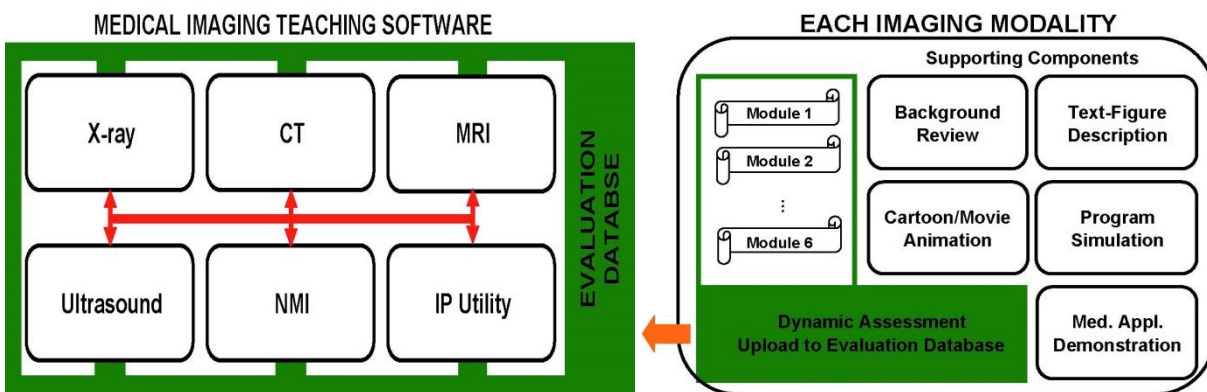 MEDICAL IMAGING TEACHING SOFTWARE
X-ray
CT
MRI
Ultrasound
NMI
IP Utility
EVALUATION
DATABSE
EACH IMAGING MODALITY
Supporting Components
Module 1
Module 2
...
Module 6
Background
Review
Text-Figure
Description
Cartoon/Movie
Animation
Program
Simulation
Dynamic Assessment
Upload to Evaluation Database
Med. Appl.
Demonstration